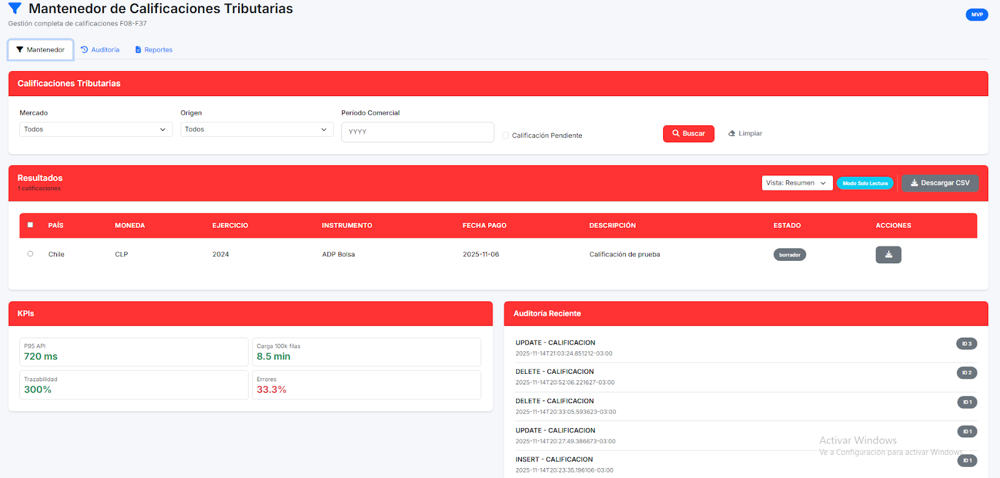 Mantenedor de Calificaciones Tributarias
MVP
Gestión completa de calificaciones F08-F37
Mantenedor Auditoría Reportes
Calificaciones Tributarias
Mercado Origen Período Comercial
Todos Todos YYYY Calificación Pendiente Buscar Limpiar
Resultados
1 calificaciones
Vista: Resumen Modo Solo Lectura Descargar CSV
PAÍS MONEDA EJERCICIO INSTRUMENTO FECHA PAGO DESCRIPCIÓN ESTADO ACCIONES
Chile CLP 2024 ADP Bolsa 2025-11-06 Calificación de prueba borrador
KPIs
P95 API Carga 100k filas
720 ms 8.5 min
Trazabilidad Errores
300% 33.3%
Auditoría Reciente
UPDATE - CALIFICACION ID 3
2025-11-14T21:03:24.851212-03:00
DELETE - CALIFICACION ID 2
2025-11-14T20:52:06.221627-03:00
DELETE - CALIFICACION ID 1
2025-11-14T20:33:05.593623-03:00
UPDATE - CALIFICACION ID 1
2025-11-14T20:27:49.386673-03:00
INSERT - CALIFICACION ID 1
2025-11-14T20:23:35.196106-03:00
Activar Windows
Ve a Configuración para activar Windows.